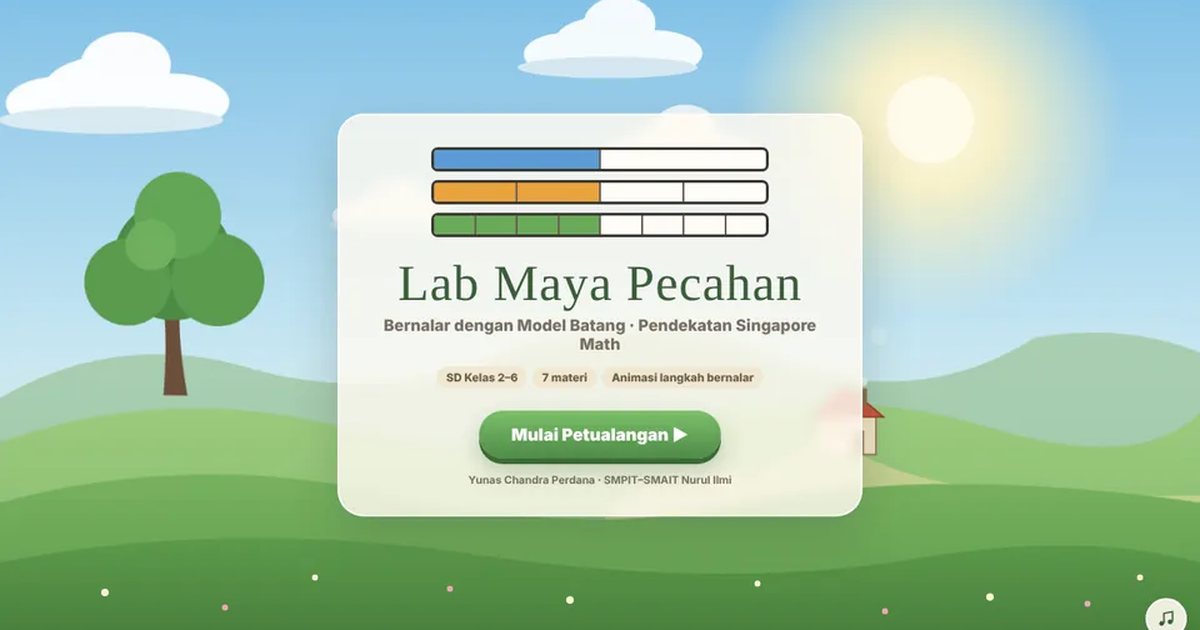 Lab Maya Pecahan
Bernalar dengan Model Batang · Pendekatan Singapore
Math
SD Kelas 2–6 7 materi Animasi langkah bernalar
Mulai Petualangan ▶
Yunas Chandra Perdana · SMPIT–SMAIT Nurul Ilmi